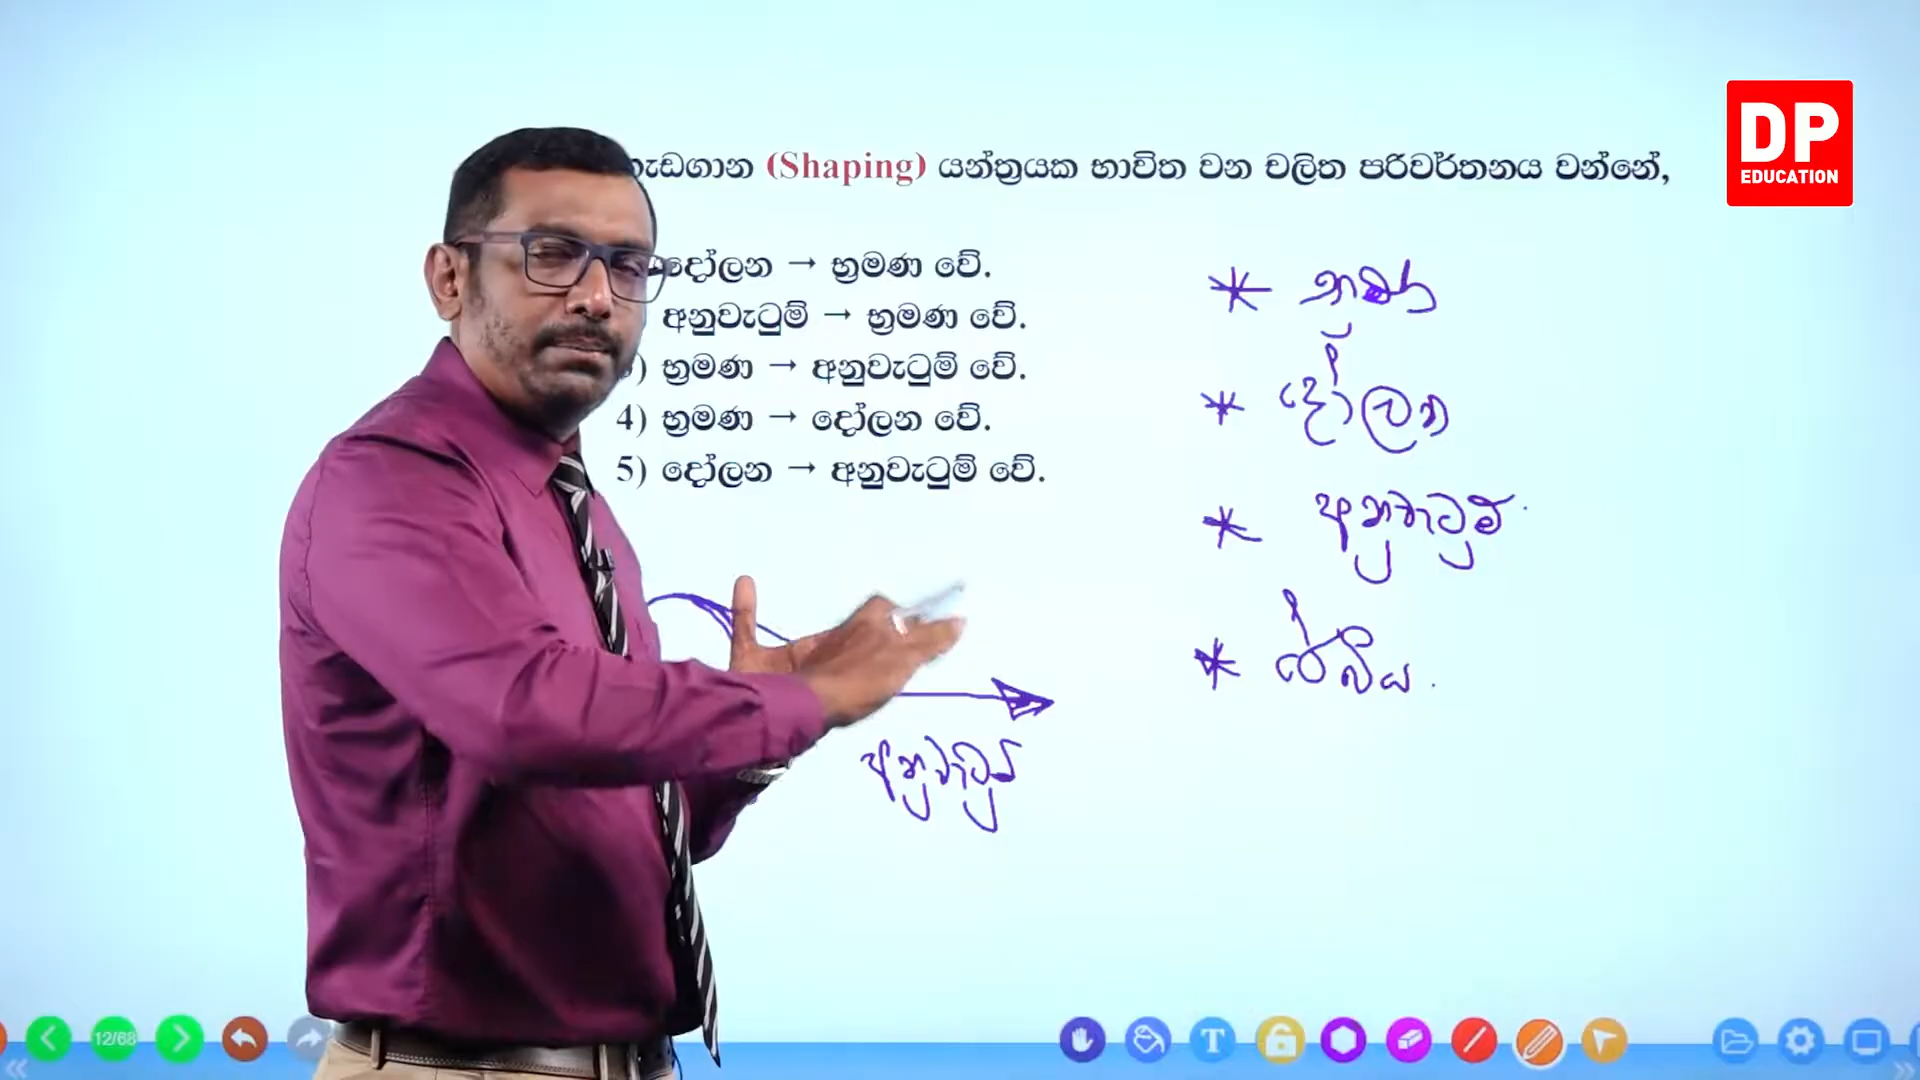 DP
EDUCATION
(Shaping) යන්ත්‍රයක භාවිත වන චලිත පරිවර්තනය වන්නේ,
දෝලන → භ්‍රමණ වේ.
අනුවැටුම් → භ්‍රමණ වේ.
) භ්‍රමණ → අනුවැටුම් වේ.
4) භ්‍රමණ → දෝලන වේ.
5) දෝලන → අනුවැටුම් වේ.
* භ්‍රමණ
* දෝලන
* අනුවැටුම්
* රේඛීය
අනුවැටුම්
12/68
T